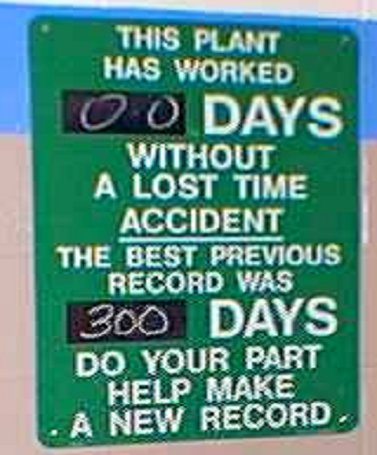 THIS PLANT
HAS WORKED
00 DAYS
WITHOUT
A LOST TIME
ACCIDENT
THE BEST PREVIOUS
RECORD WAS
300 DAYS
DO YOUR PART
HELP MAKE
A NEW RECORD.